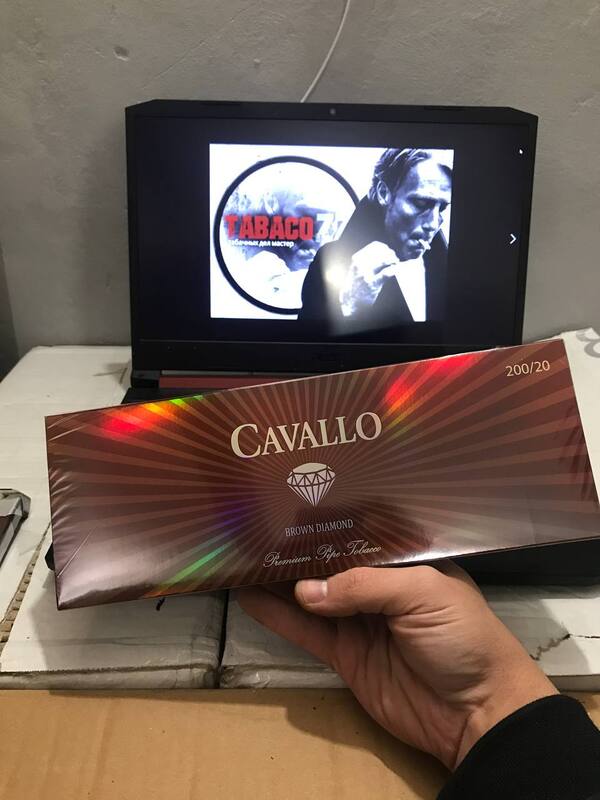 TABACO
табачных дел мастер
200/20
CAVALLO
BROWN DIAMOND
Premium Pipe Tobacco